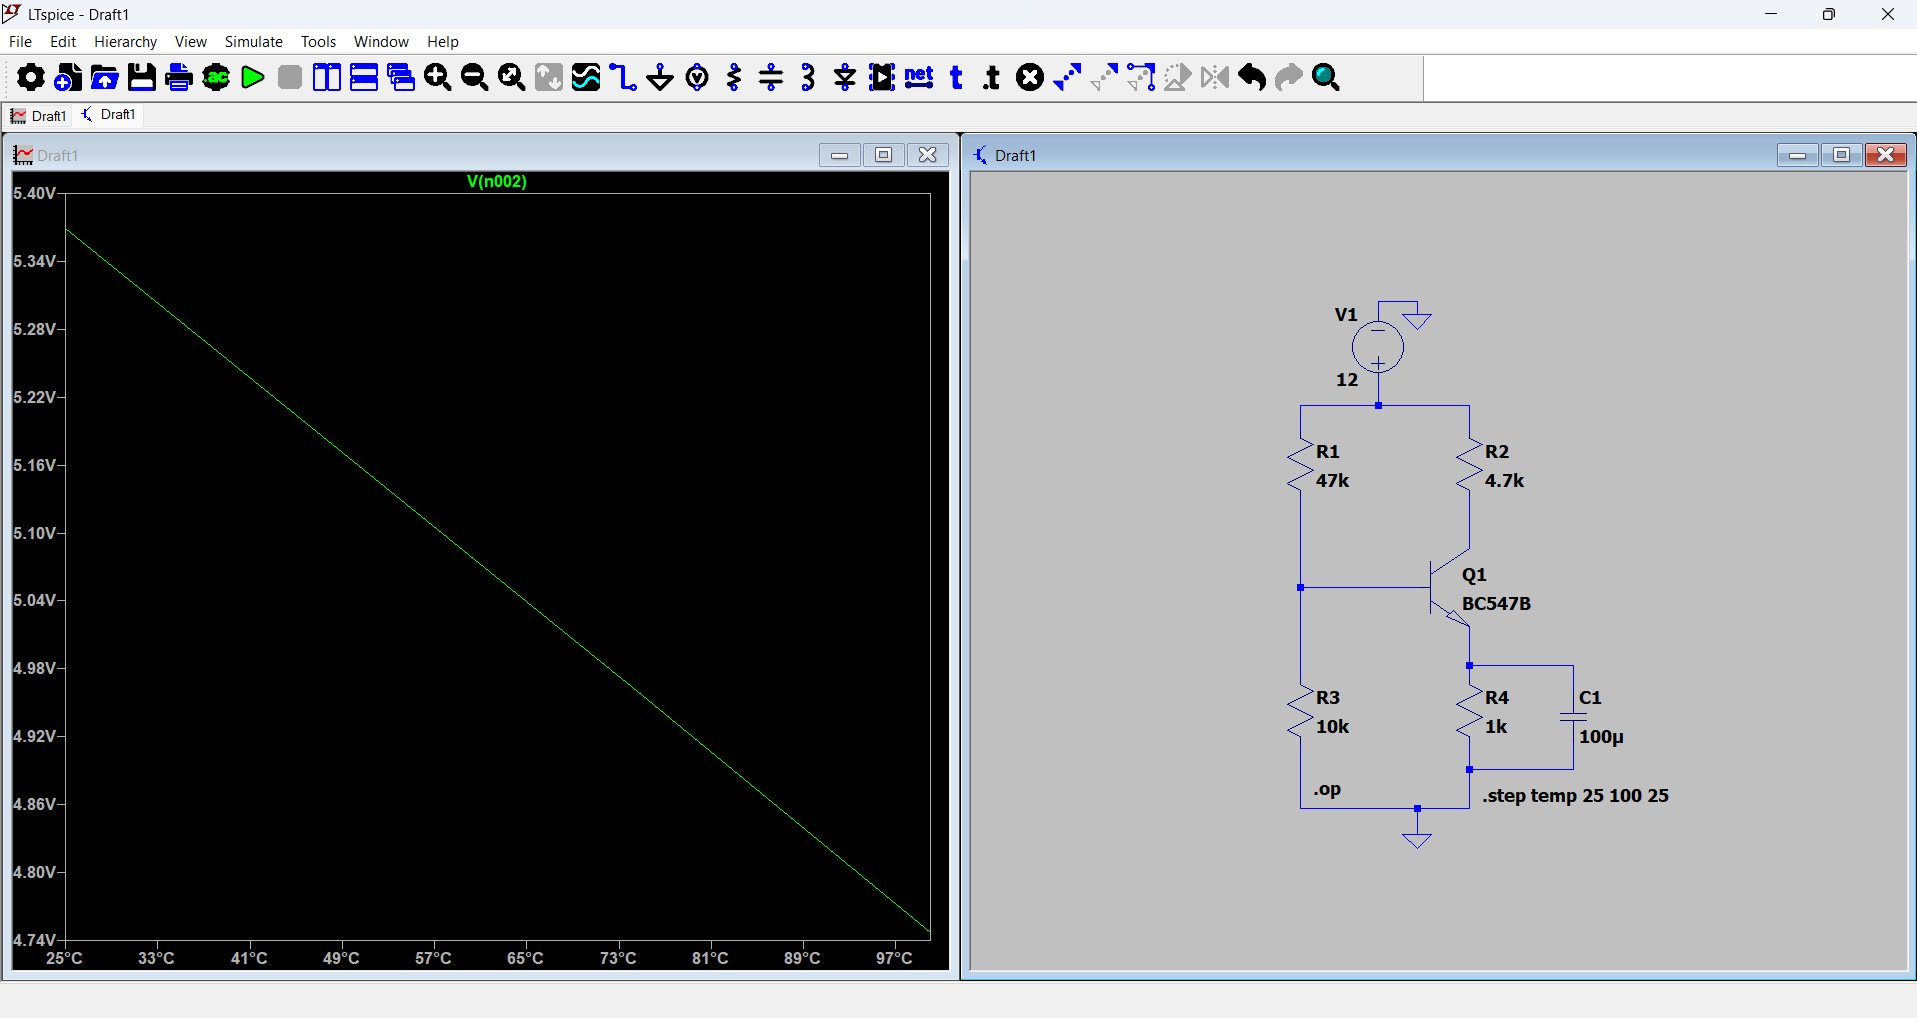 LTspice - Draft1
File Edit Hierarchy View Simulate Tools Window Help
.ac
net t .t
Draft1 Draft1
Draft1
V(n002)
5.40V
5.34V
5.28V
5.22V
5.16V
5.10V
5.04V
4.98V
4.92V
4.86V
4.80V
4.74V
25°C 33°C 41°C 49°C 57°C 65°C 73°C 81°C 89°C 97°C
Draft1
V1
12
R1
47k
R2
4.7k
Q1
BC547B
R3
10k
R4
1k
C1
100µ
.op
.step temp 25 100 25